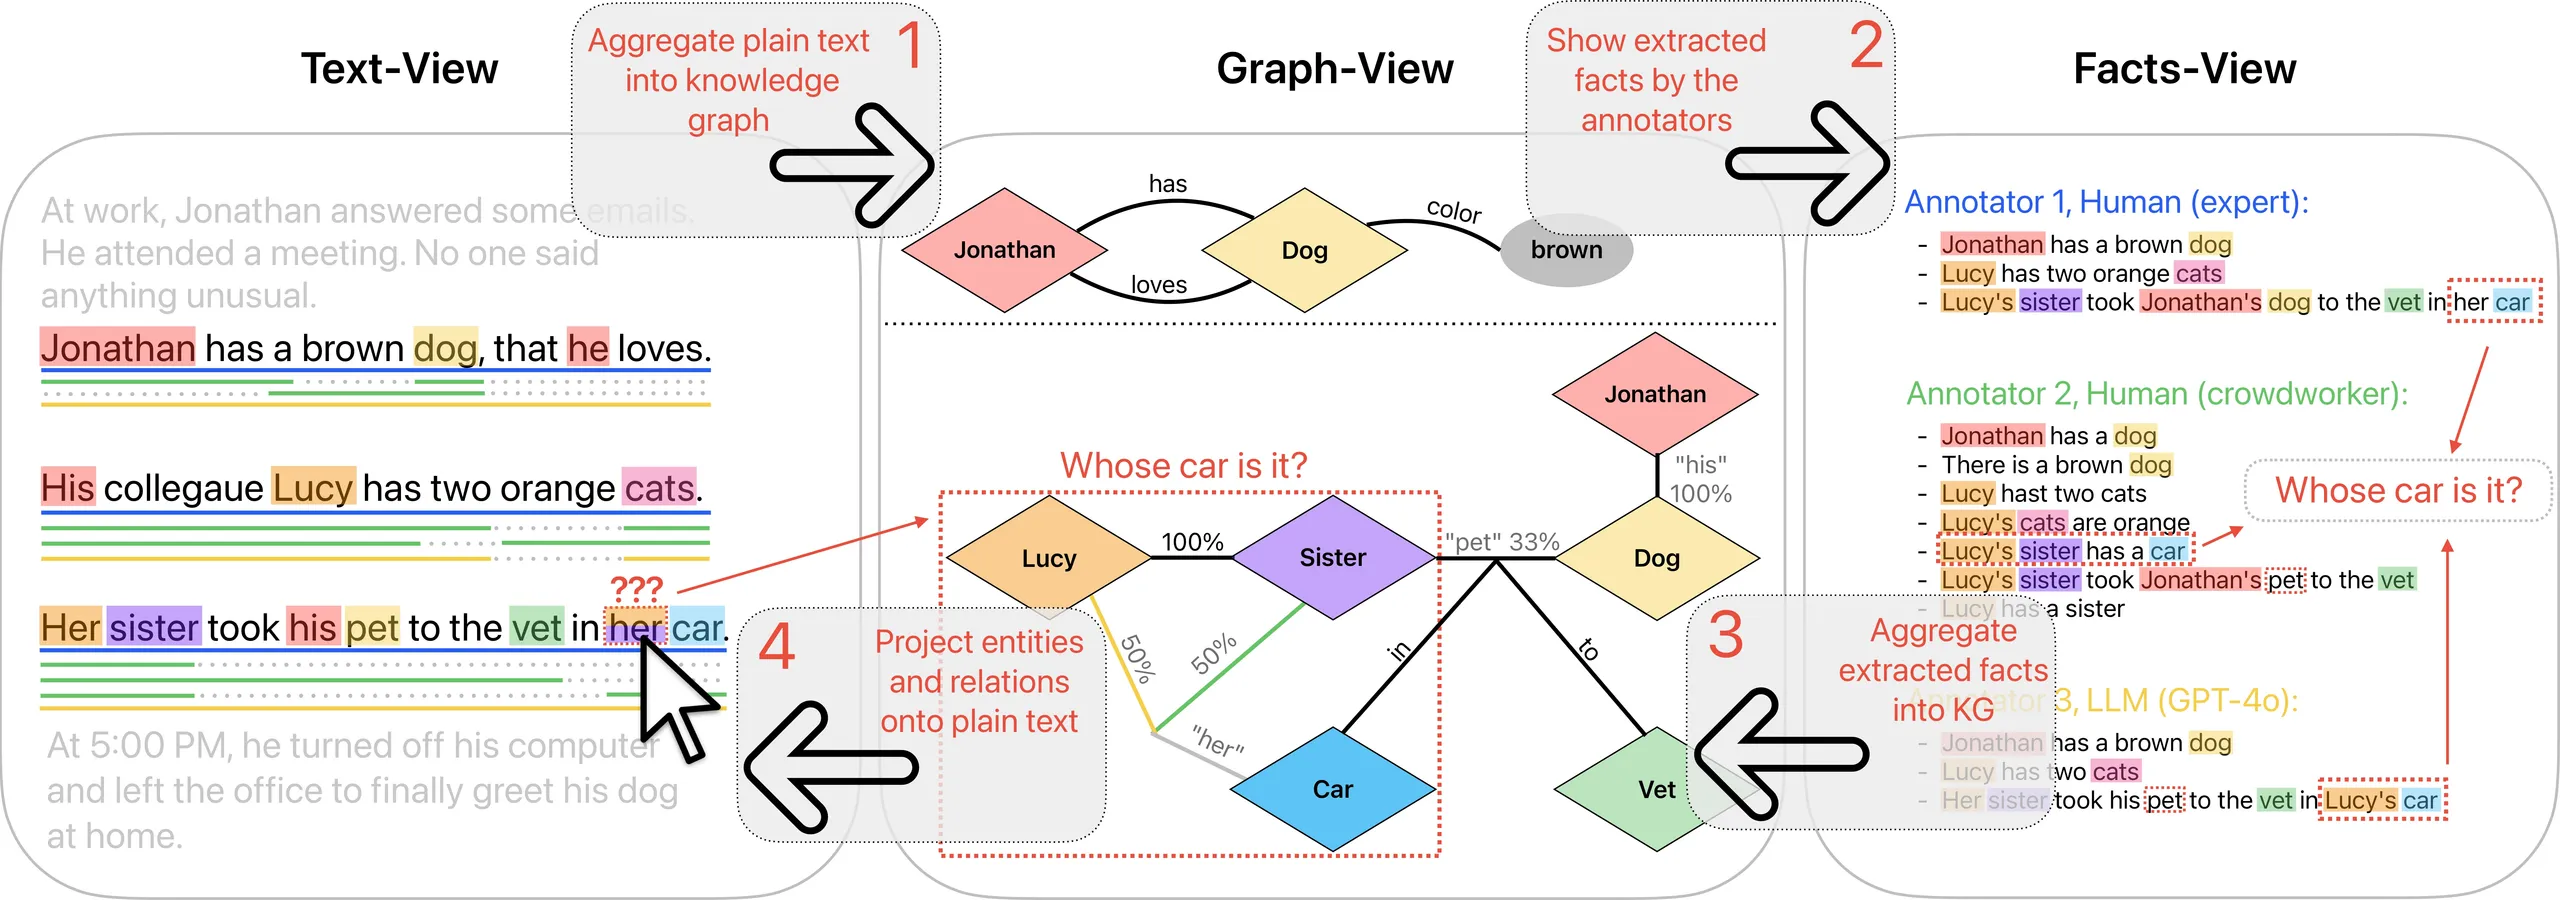 Text-View
Aggregate plain text
into knowledge
graph
1
Graph-View
Show extracted
facts by the
annotators
2
Facts-View
At work, Jonathan answered some emails.
He attended a meeting. No one said
anything unusual.
Jonathan has a brown dog, that he loves.
His collegaue Lucy has two orange cats.
???
Her sister took his pet to the vet in her car.
At 5:00 PM, he turned off his computer
and left the office to finally greet his dog
at home.
4
Project entities
and relations
onto plain text
has
Jonathan
Dog
color
brown
loves
Jonathan
"his"
100%
Whose car is it?
Lucy
100%
Sister
"pet" 33%
Dog
50%
50%
in
to
"her"
Car
Vet
Annotator 1, Human (expert):
- Jonathan has a brown dog
- Lucy has two orange cats
- Lucy's sister took Jonathan's dog to the vet in her car
Annotator 2, Human (crowdworker):
- Jonathan has a dog
- There is a brown dog
- Lucy hast two cats
- Lucy's cats are orange
- Lucy's sister has a car
- Lucy's sister took Jonathan's pet to the vet
- Lucy has a sister
Whose car is it?
3
Aggregate
extracted facts
into KG
Annotator 3, LLM (GPT-4o):
- Jonathan has a brown dog
- Lucy has two cats
- Her sister took his pet to the vet in Lucy's car